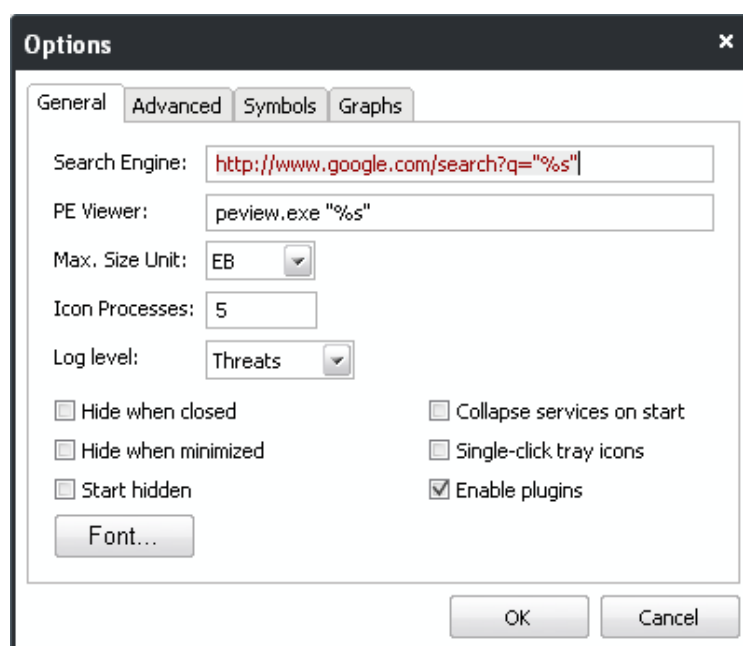 Options
General Advanced Symbols Graphs
Search Engine: http://www.google.com/search?q="%s"
PE Viewer: peview.exe "%s"
Max. Size Unit: EB
Icon Processes: 5
Log level: Threats
Hide when closed Collapse services on start
Hide when minimized Single-click tray icons
Start hidden Enable plugins
Font...
OK Cancel